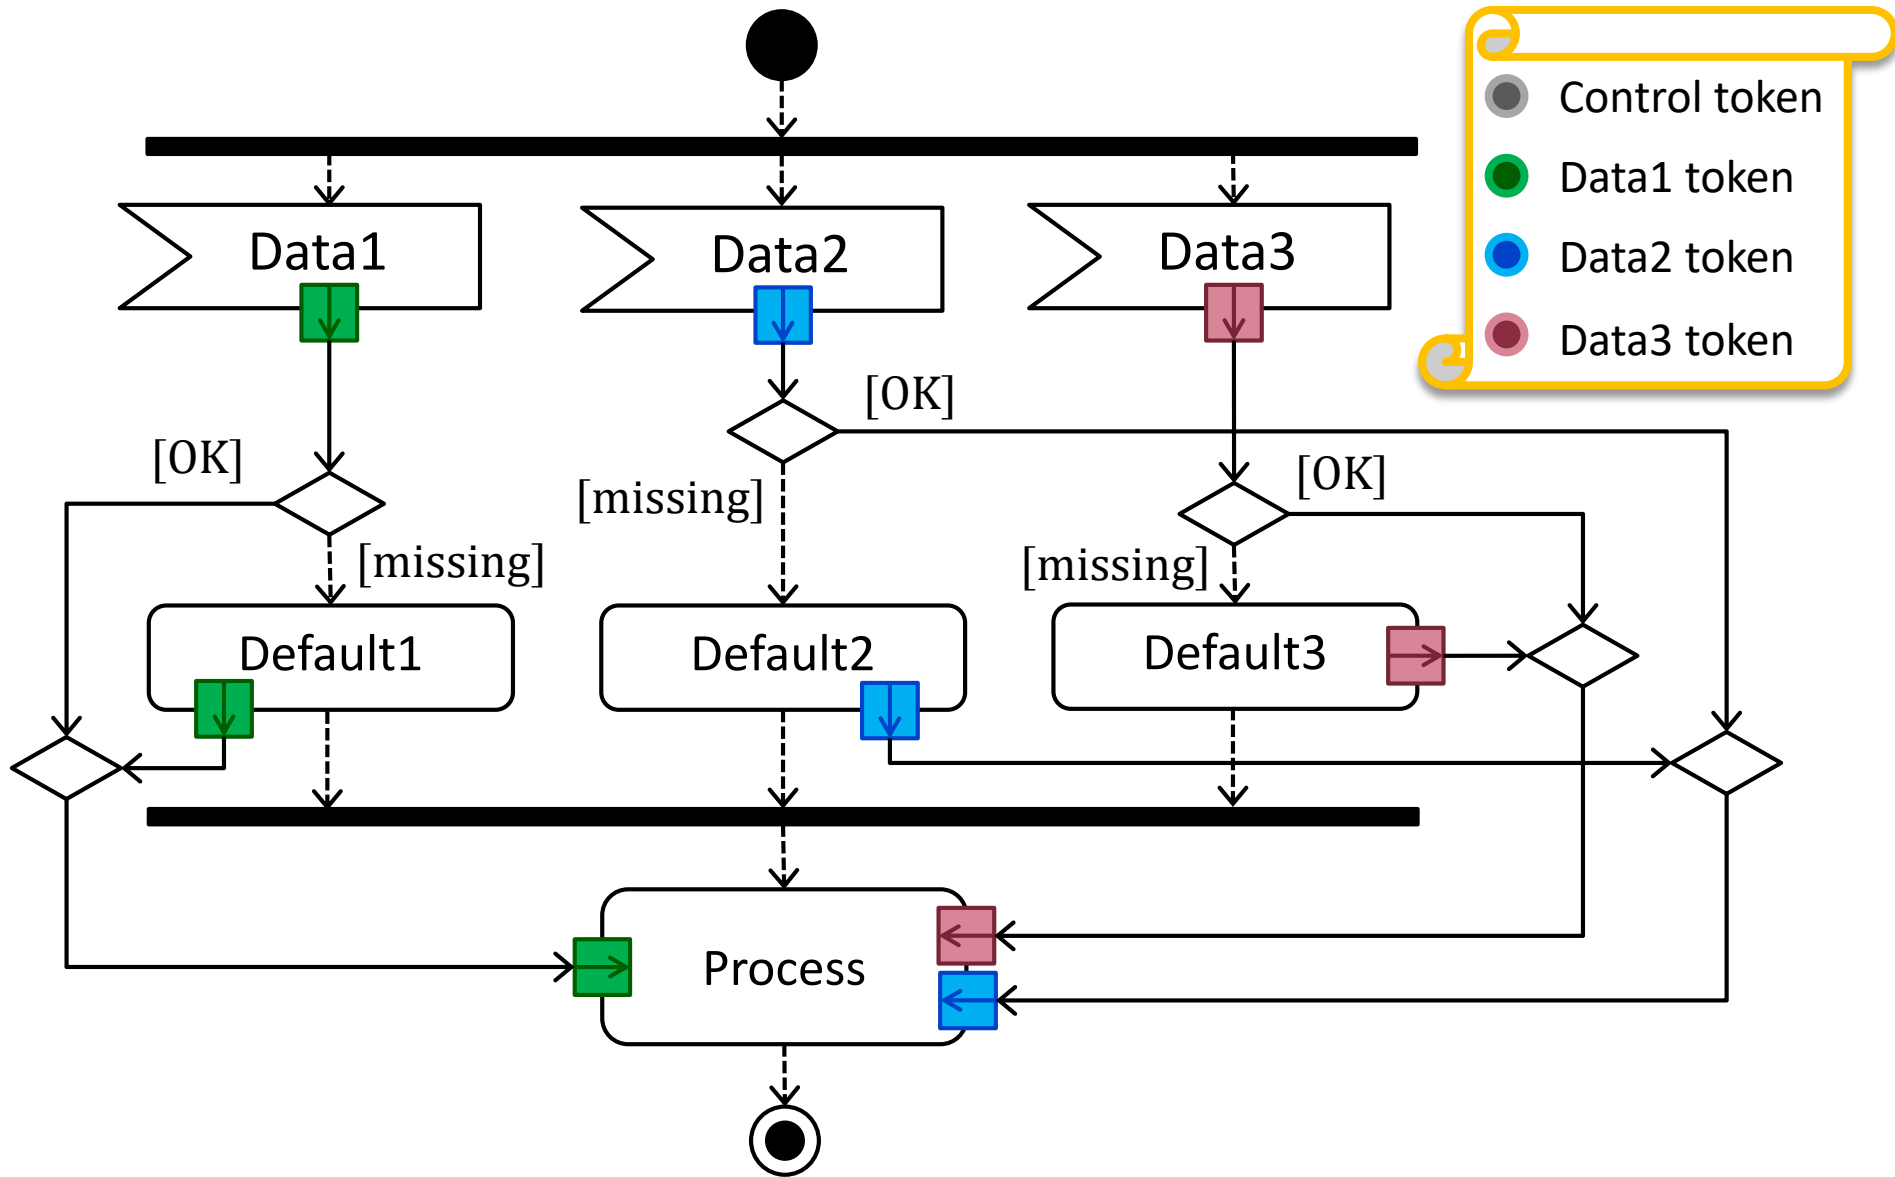 Control token
Data1 token
Data2 token
Data3 token
Data1
Data2
Data3
[OK]
[OK]
[OK]
[missing]
[missing]
[missing]
Default1
Default2
Default3
Process